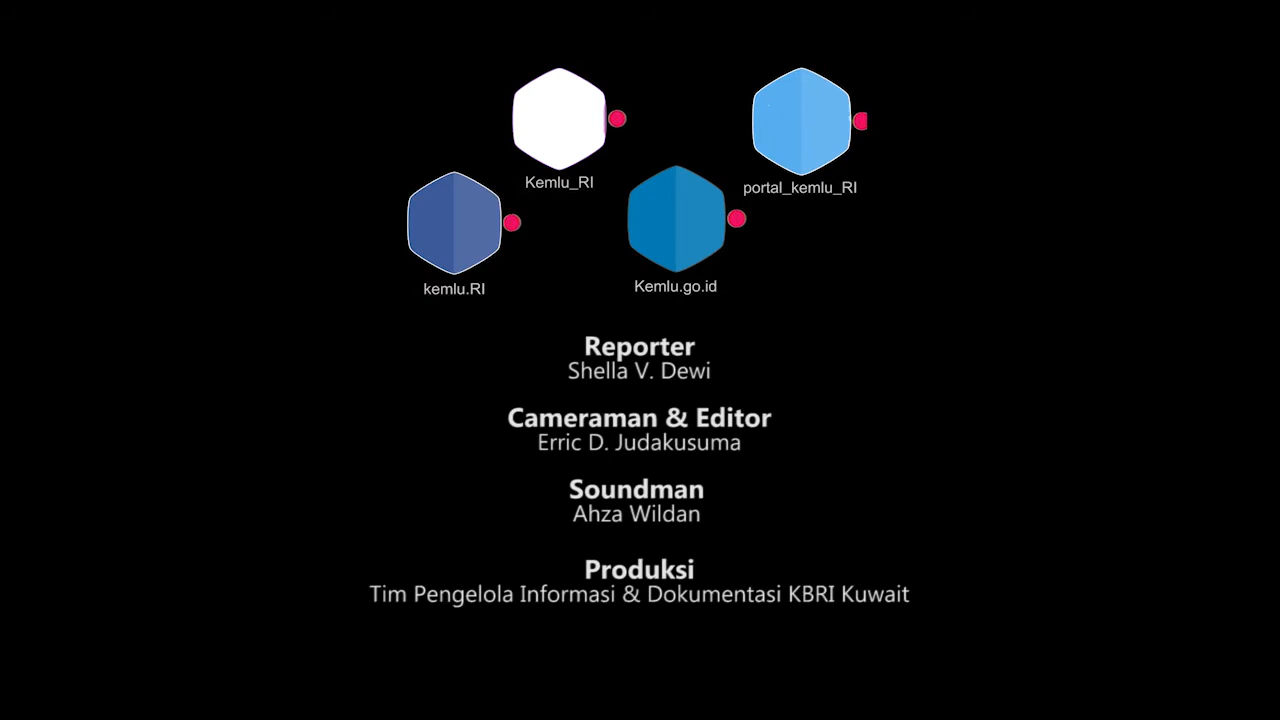 Kemlu_RI
portal_kemlu_RI
kemlu.RI
Kemlu.go.id
Reporter
Shella V. Dewi
Cameraman & Editor
Erric D. Judakusuma
Soundman
Ahza Wildan
Produksi
Tim Pengelola Informasi & Dokumentasi KBRI Kuwait